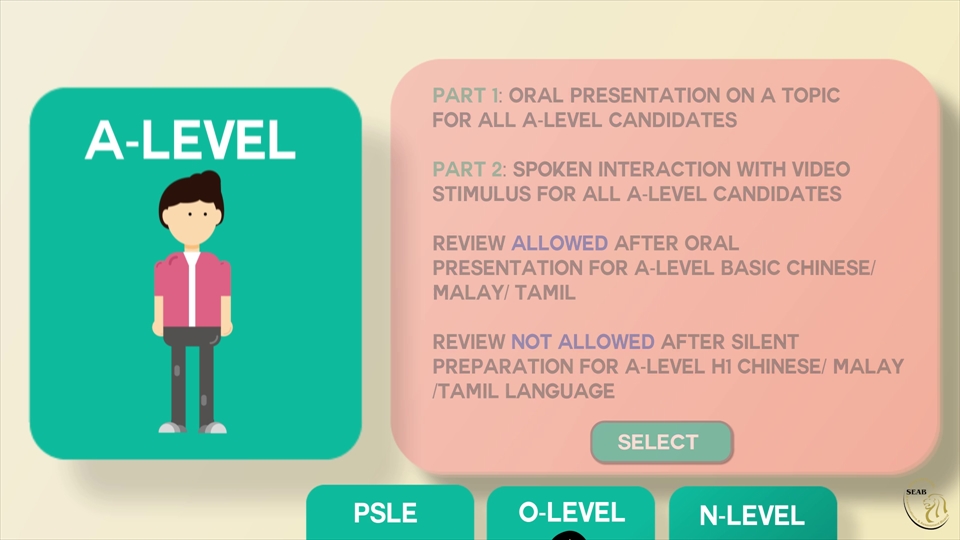 A-LEVEL
PART 1: ORAL PRESENTATION ON A TOPIC
FOR ALL A-LEVEL CANDIDATES
PART 2: SPOKEN INTERACTION WITH VIDEO
STIMULUS FOR ALL A-LEVEL CANDIDATES
REVIEW ALLOWED AFTER ORAL
PRESENTATION FOR A-LEVEL BASIC CHINESE/
MALAY/ TAMIL
REVIEW NOT ALLOWED AFTER SILENT
PREPARATION FOR A-LEVEL H1 CHINESE/ MALAY
/TAMIL LANGUAGE
SELECT
PSLE
O-LEVEL
N-LEVEL
SEAB